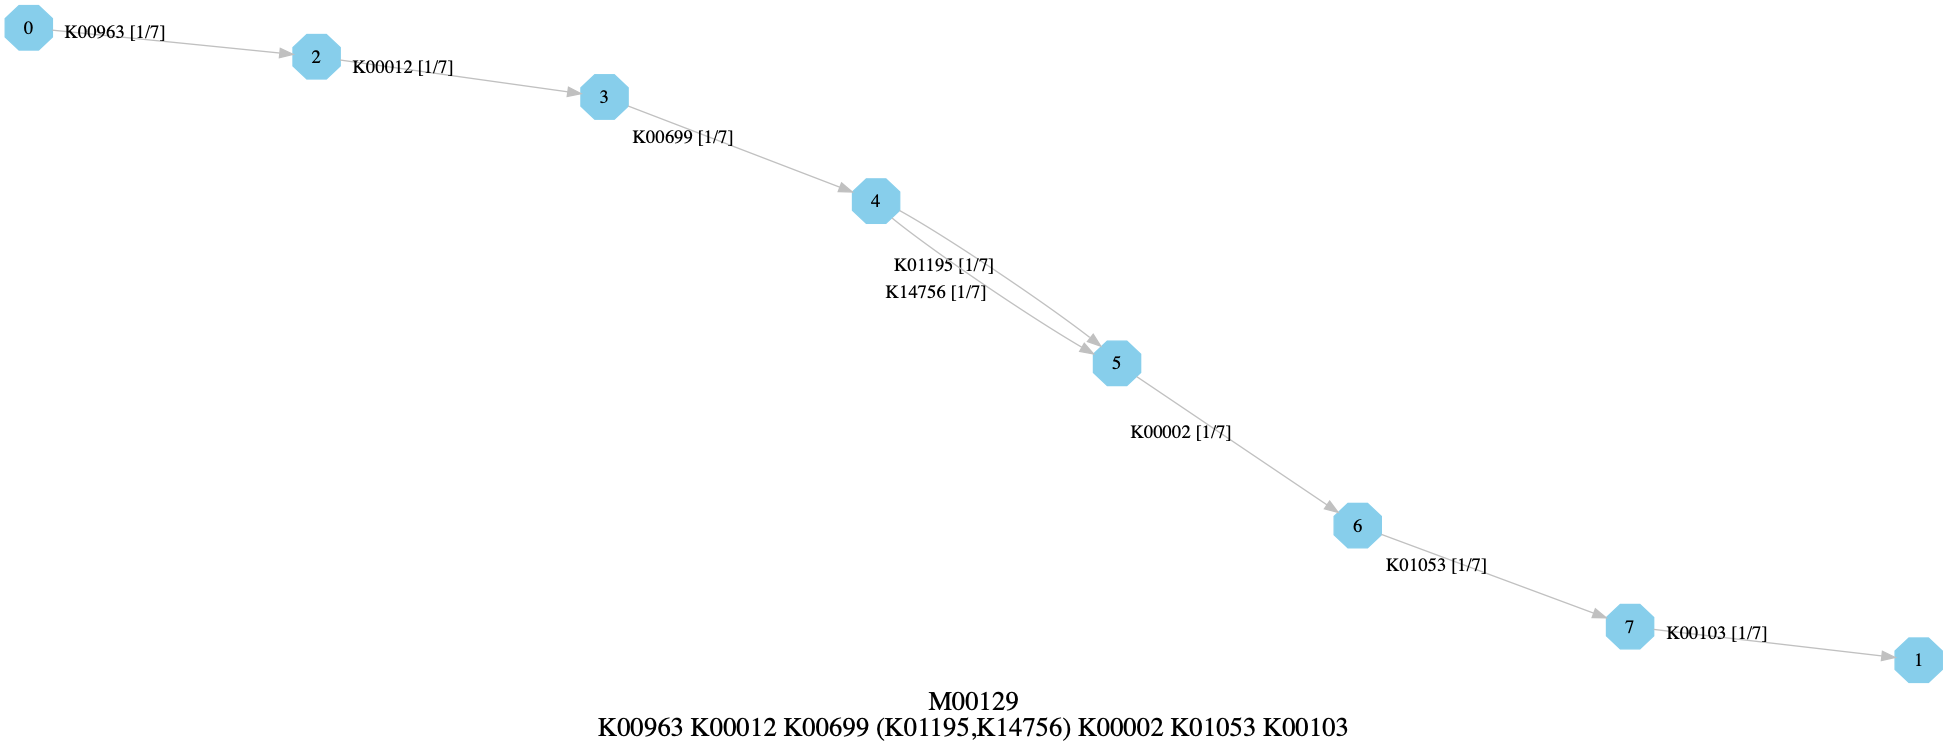 0
K00963 [1/7]
2
K00012 [1/7]
3
K00699 [1/7]
4
K01195 [1/7]
K14756 [1/7]
5
K00002 [1/7]
6
K01053 [1/7]
7
K00103 [1/7]
1
M00129
K00963 K00012 K00699 (K01195,K14756) K00002 K01053 K00103